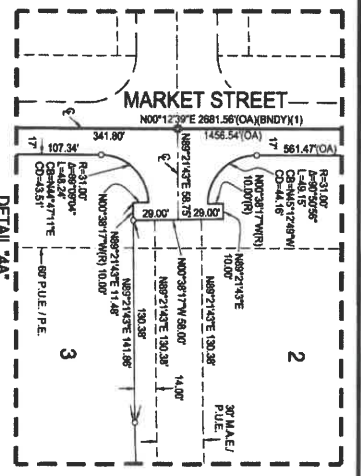 MARKET STREET
N00°12'39"E 2681.56'(OA)(BNDY)(1)
341.80'
1456.54'(OA)
561.47'(OA)
17'
107.34'
17'
R=31.00'
Δ=89°09'04"
L=48.24'
CB=N44°47'11"E
CD=43.51'
R=31.00'
Δ=90°50'56"
L=49.15'
CB=N45°12'49"W
CD=44.16'
N89°21'43"E 58.75'
N00°38'17"W(R)
10.00'
N00°38'17"W(R)
10.00'(R)
29.00'
29.00'
N89°21'43"E
10.00'
N00°38'17"W 58.00'
N89°21'43"E 11.48'
N89°21'43"E 141.86'
130.38'
N89°21'43"E 130.38'
N89°21'43"E 130.38'
14.00'
30' M.A.E./
P.U.E.
60' P.U.E. / P.E.
3
2
DETAIL "4A"